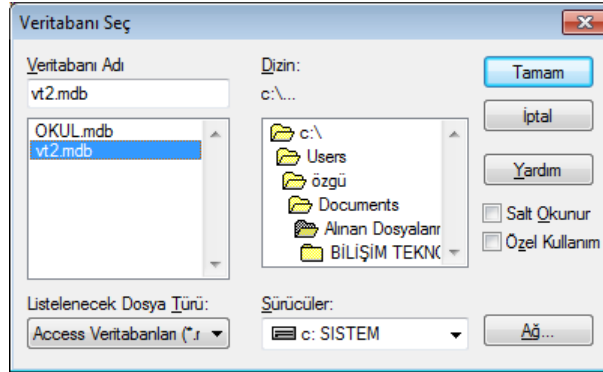 Veritabanı Seç
Veritabanı Adı
vt2.mdb
OKUL.mdb
vt2.mdb
Listelenecek Dosya Türü:
Access Veritabanları (*.r
Dizin:
c:\...
c:\
Users
özgü
Documents
Alınan Dosyalarır
BİLİŞİM TEKNO
Sürücüler:
c: SISTEM
Tamam
İptal
Yardım
Salt Okunur
Özel Kullanım
Ağ...